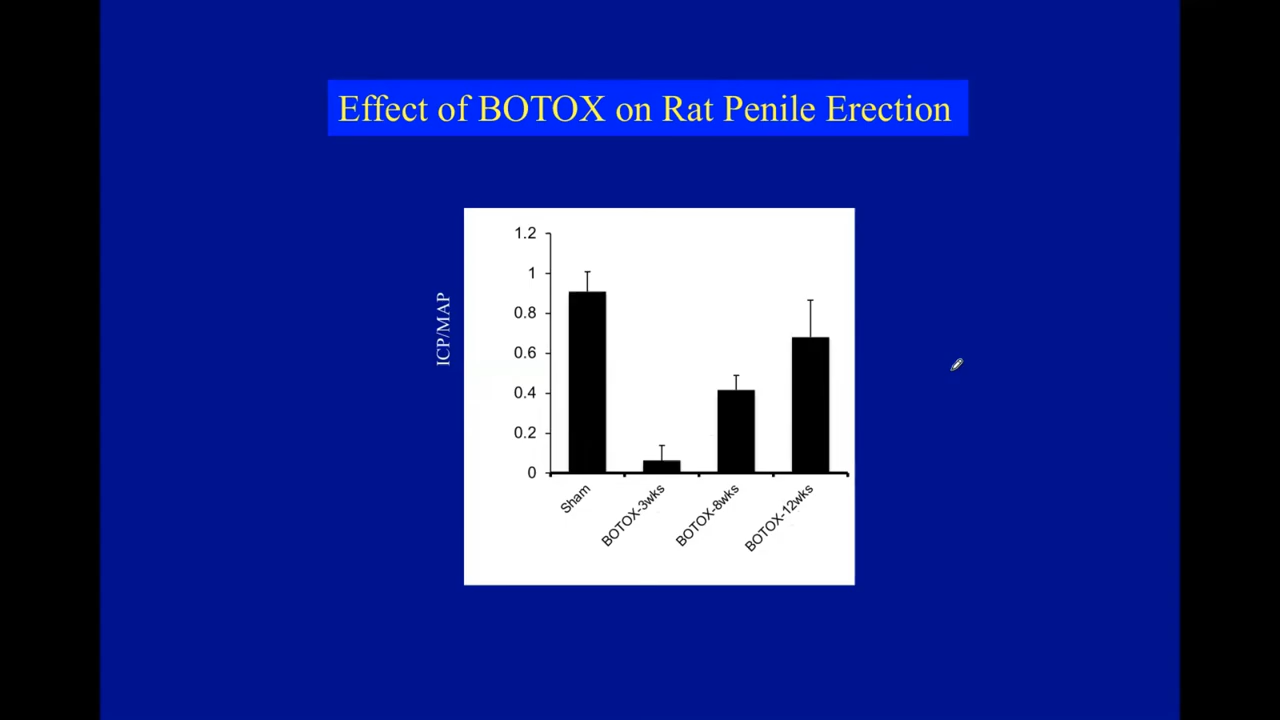 Effect of BOTOX on Rat Penile Erection
ICP/MAP
1.2
1
0.8
0.6
0.4
0.2
0
Sham
BOTOX-3wks
BOTOX-8wks
BOTOX-12wks